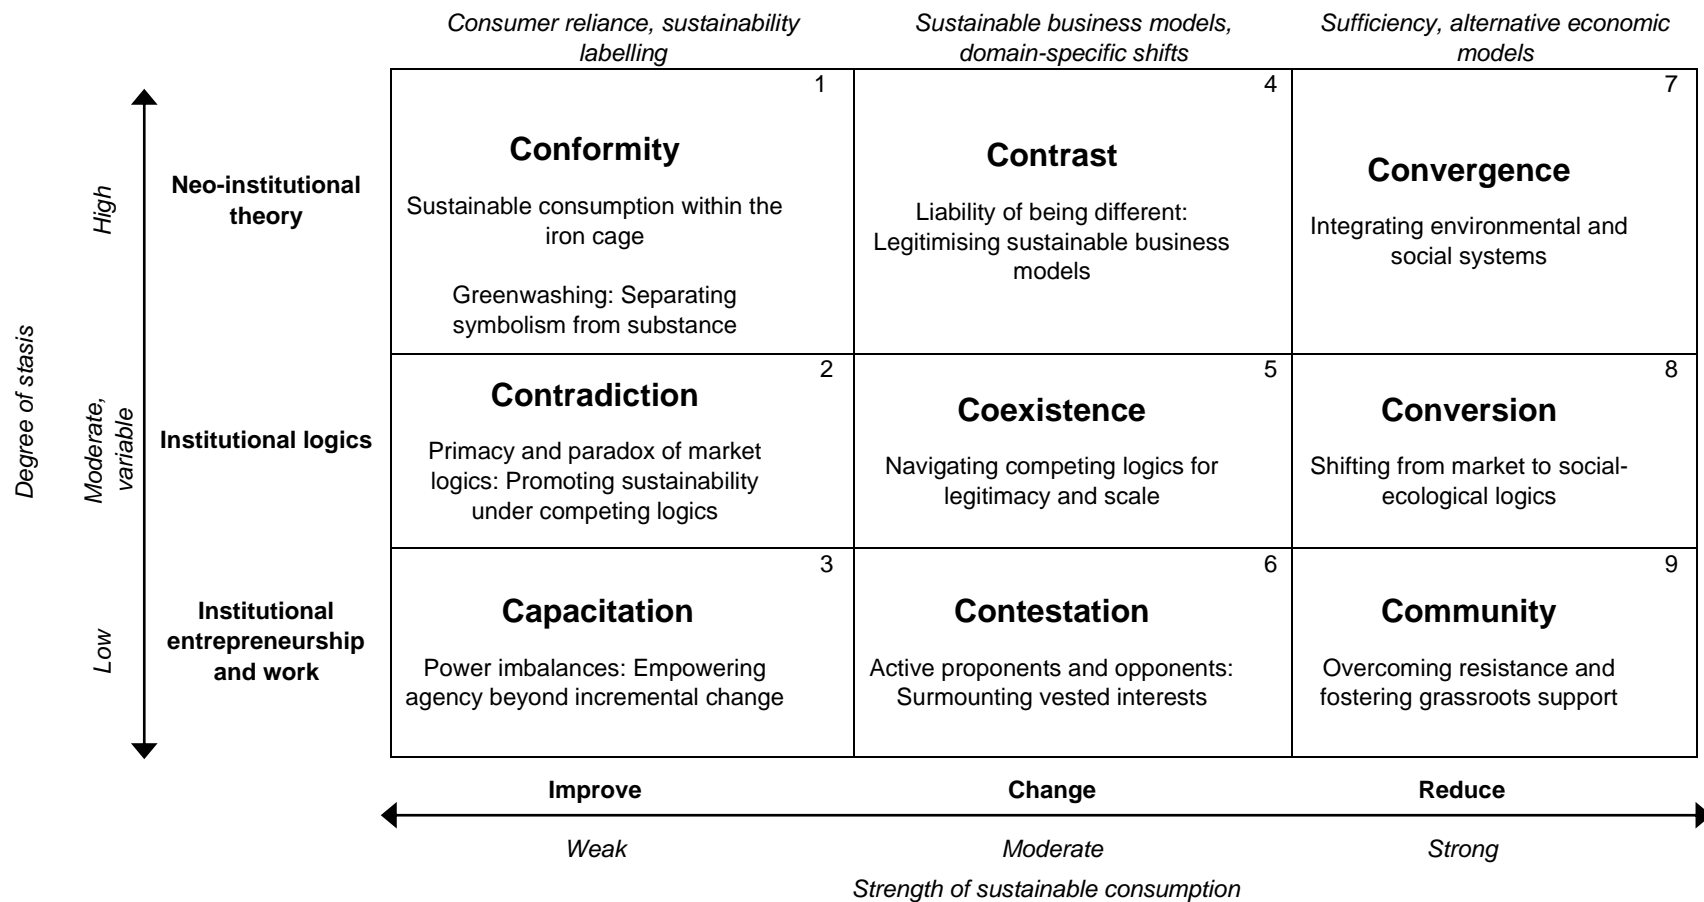 Consumer reliance, sustainability
labelling
Sustainable business models,
domain-specific shifts
Sufficiency, alternative economic
models
Degree of stasis
High
Neo-institutional
theory
1
Conformity
Sustainable consumption within the
iron cage
Greenwashing: Separating
symbolism from substance
4
Contrast
Liability of being different:
Legitimising sustainable business
models
7
Convergence
Integrating environmental and
social systems
Moderate,
variable
Institutional logics
2
Contradiction
Primacy and paradox of market
logics: Promoting sustainability
under competing logics
5
Coexistence
Navigating competing logics for
legitimacy and scale
8
Conversion
Shifting from market to social-
ecological logics
Low
Institutional
entrepreneurship
and work
3
Capacitation
Power imbalances: Empowering
agency beyond incremental change
6
Contestation
Active proponents and opponents:
Surmounting vested interests
9
Community
Overcoming resistance and
fostering grassroots support
Improve
Change
Reduce
Weak
Moderate
Strong
Strength of sustainable consumption